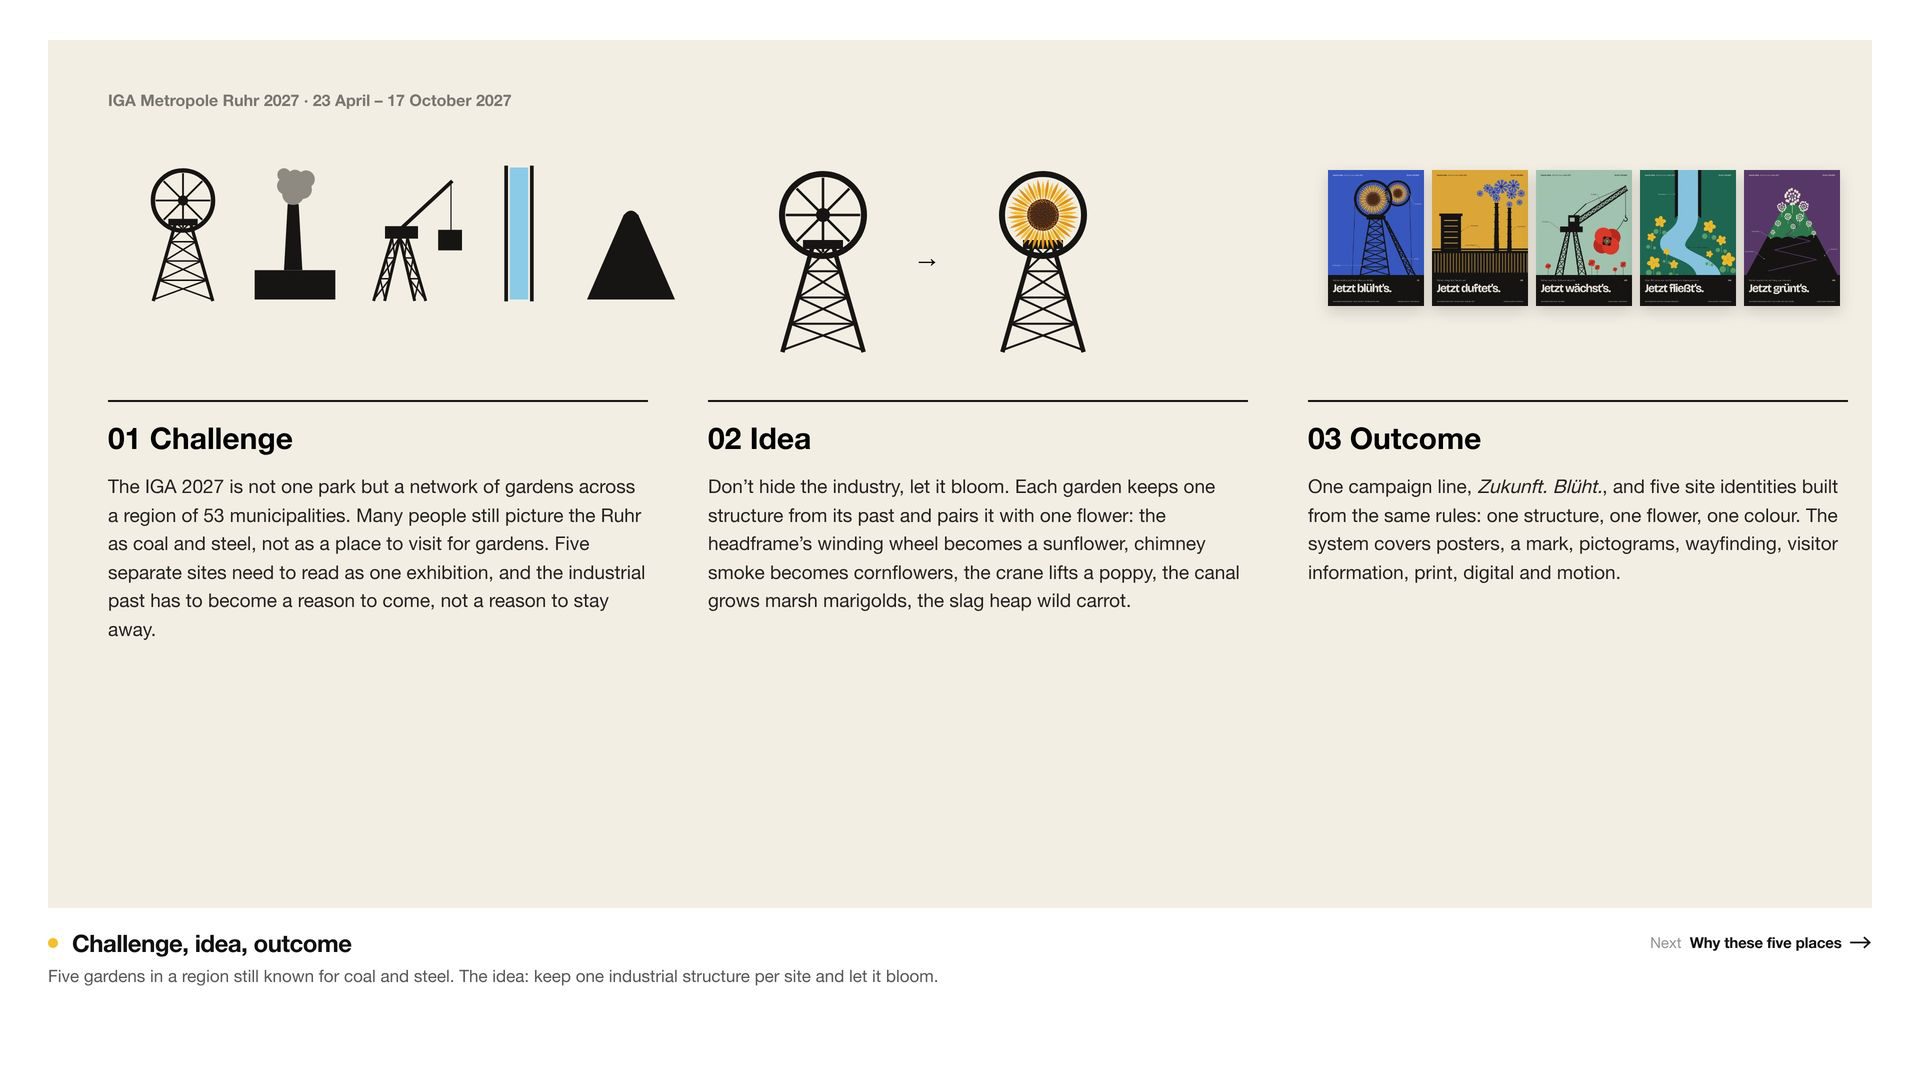 IGA Metropole Ruhr 2027 · 23 April – 17 October 2027
→
Jetzt blüht's.
Jetzt duftet's.
Jetzt wächst's.
Jetzt fließt's.
Jetzt grünt's.
01 Challenge
The IGA 2027 is not one park but a network of gardens across
a region of 53 municipalities. Many people still picture the Ruhr
as coal and steel, not as a place to visit for gardens. Five
separate sites need to read as one exhibition, and the industrial
past has to become a reason to come, not a reason to stay
away.
02 Idea
Don’t hide the industry, let it bloom. Each garden keeps one
structure from its past and pairs it with one flower: the
headframe’s winding wheel becomes a sunflower, chimney
smoke becomes cornflowers, the crane lifts a poppy, the canal
grows marsh marigolds, the slag heap wild carrot.
03 Outcome
One campaign line, Zukunft. Blüht., and five site identities built
from the same rules: one structure, one flower, one colour. The
system covers posters, a mark, pictograms, wayfinding, visitor
information, print, digital and motion.
Challenge, idea, outcome
Five gardens in a region still known for coal and steel. The idea: keep one industrial structure per site and let it bloom.
Next Why these five places →